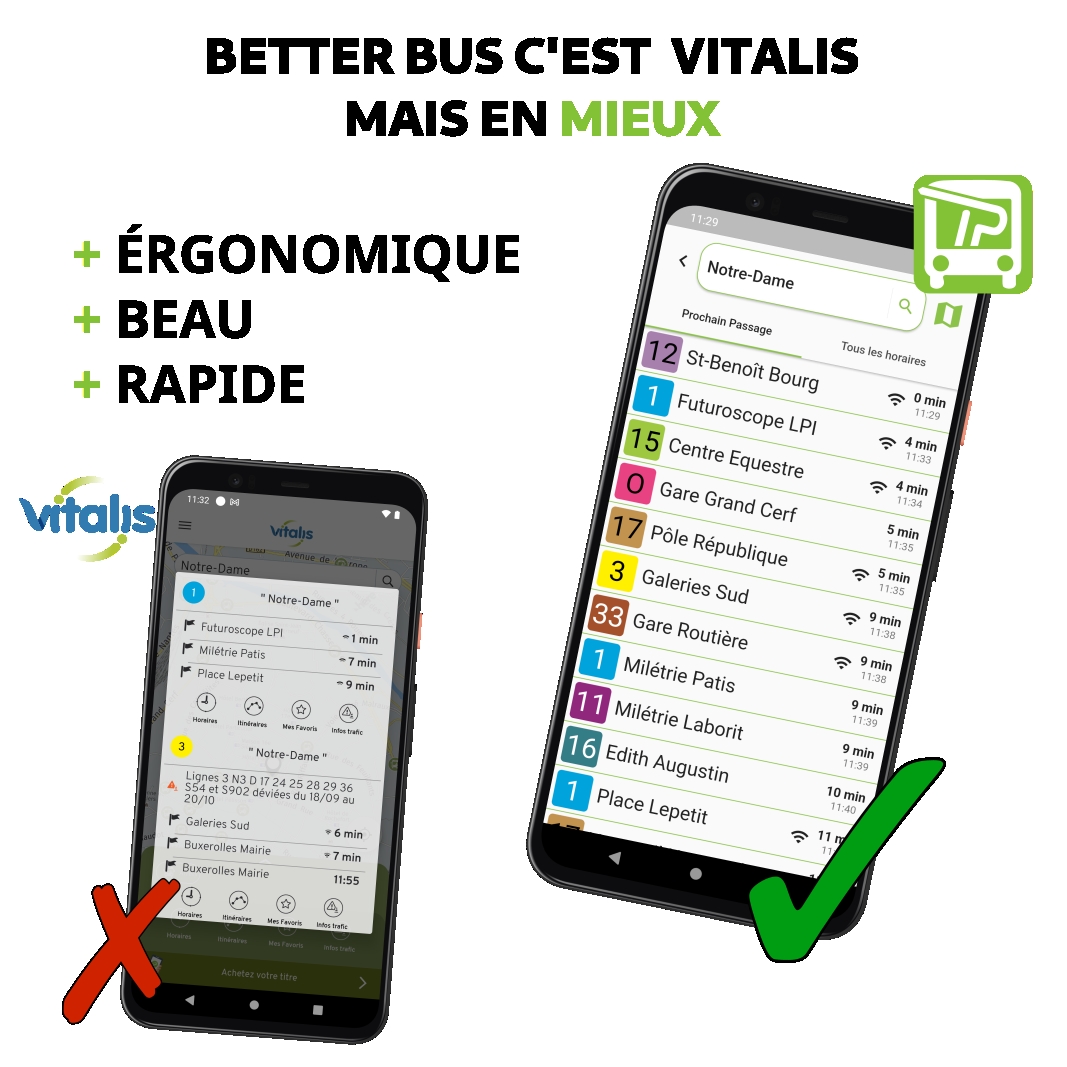 BETTER BUS C'EST VITALIS
MAIS EN MIEUX
+ ÉRGONOMIQUE
+ BEAU
+ RAPIDE
11:29
Notre-Dame
Prochain Passage
Tous les horaires
12 St-Benoît Bourg 0 min
11:29
1 Futuroscope LPI 4 min
11:33
15 Centre Equestre 4 min
11:34
O Gare Grand Cerf 5 min
11:35
17 Pôle République 5 min
11:35
3 Galeries Sud 9 min
11:38
33 Gare Routière 9 min
11:38
1 Milétrie Patis 9 min
11:39
11 Milétrie Laborit 9 min
11:39
16 Edith Augustin 10 min
11:40
1 Place Lepetit 11 m
11
vitalis
11:32
vitalis
Avenue de
Notre-Dame
1 " Notre-Dame "
Futuroscope LPI 1 min
Milétrie Patis 7 min
Place Lepetit 9 min
Horaires Itinéraires Mes Favoris Infos trafic
3 " Notre-Dame "
Lignes 3 N3 D 17 24 25 28 29 36
S54 et S902 déviées du 18/09 au
20/10
Galeries Sud 6 min
Buxerolles Mairie 7 min
Buxerolles Mairie 11:55
Horaires Itinéraires Mes Favoris Infos trafic
Horaires Itinéraires Mes Favoris Infos trafic
Achetez votre titre